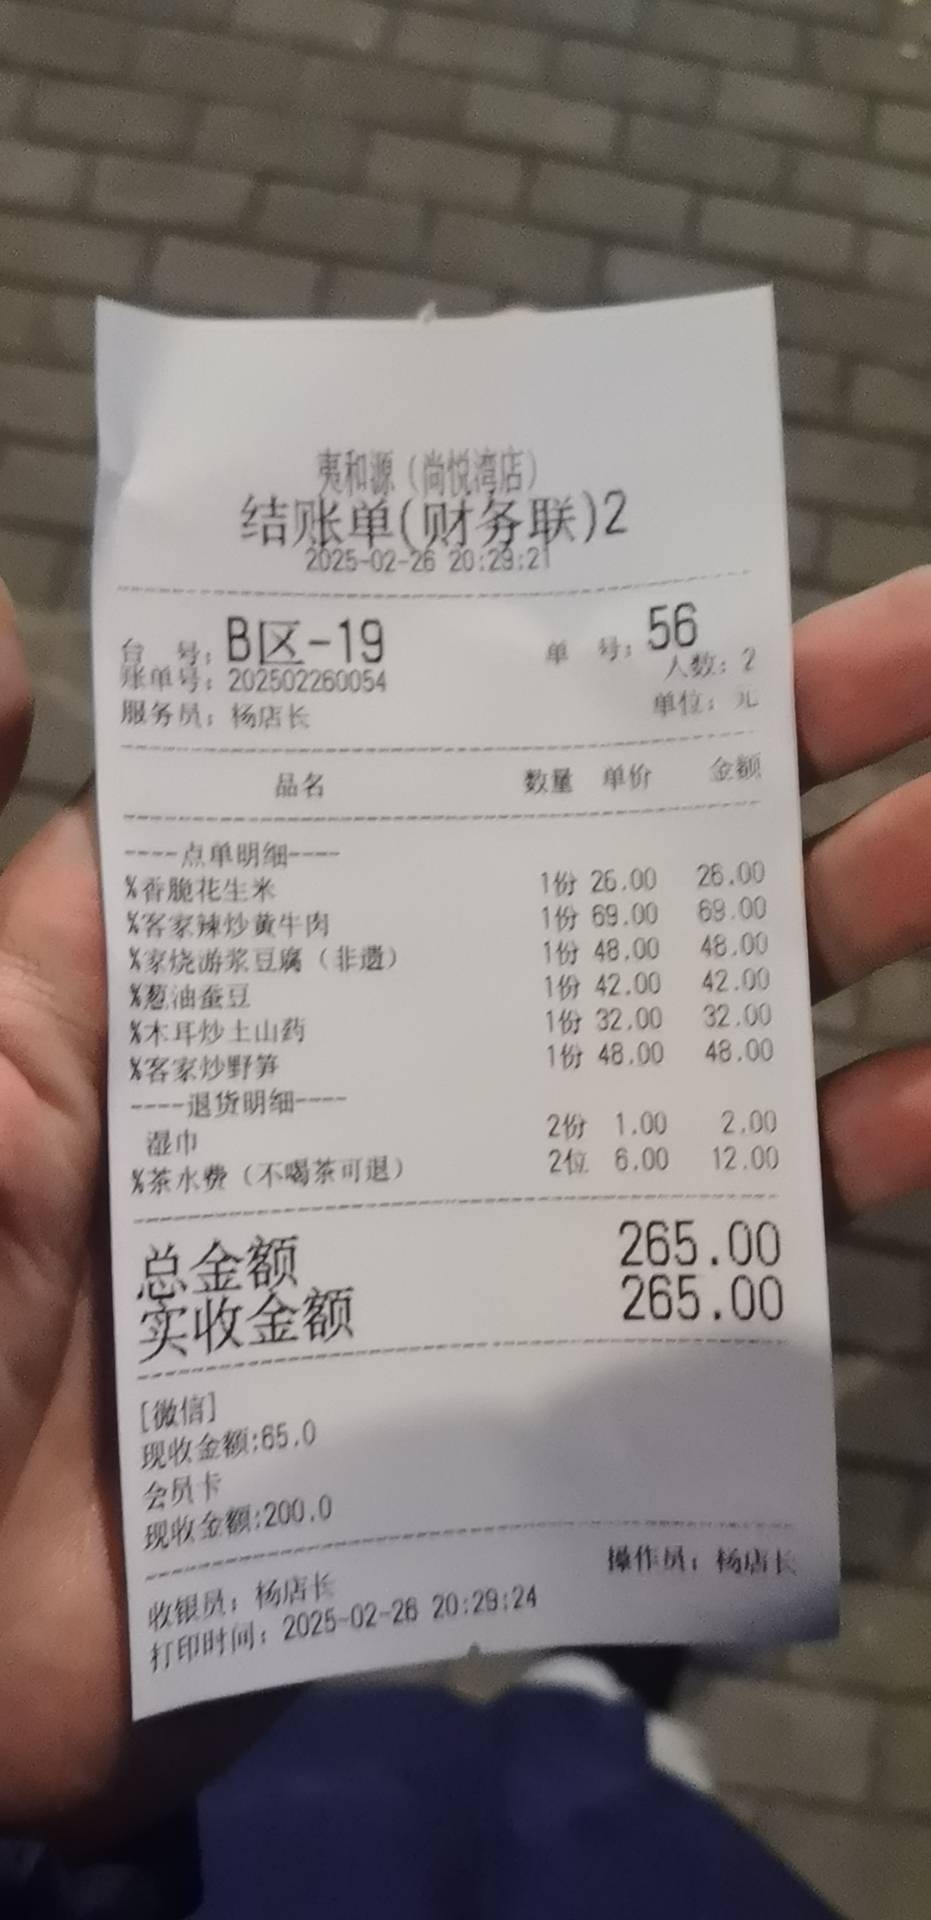 夷和源（尚悦湾店）
结账单(财务联)2
2025-02-26 20:29:21
台 号: B区-19 单 号: 56
账单号: 202502260054 人数: 2
服务员: 杨店长 单位: 元
品名 数量 单价 金额
----点单明细----
%香脆花生米 1份 26.00 26.00
%客家辣炒黄牛肉 1份 69.00 69.00
%家烧游浆豆腐（非遗） 1份 48.00 48.00
%葱油蚕豆 1份 42.00 42.00
%木耳炒土山药 1份 32.00 32.00
%客家炒野笋 1份 48.00 48.00
----退货明细----
湿巾 2份 1.00 2.00
%茶水费（不喝茶可退） 2位 6.00 12.00
总金额 265.00
实收金额 265.00
[微信]
现收金额:65.0
会员卡
现收金额:200.0
收银员: 杨店长 操作员: 杨店长
打印时间: 2025-02-26 20:29:24